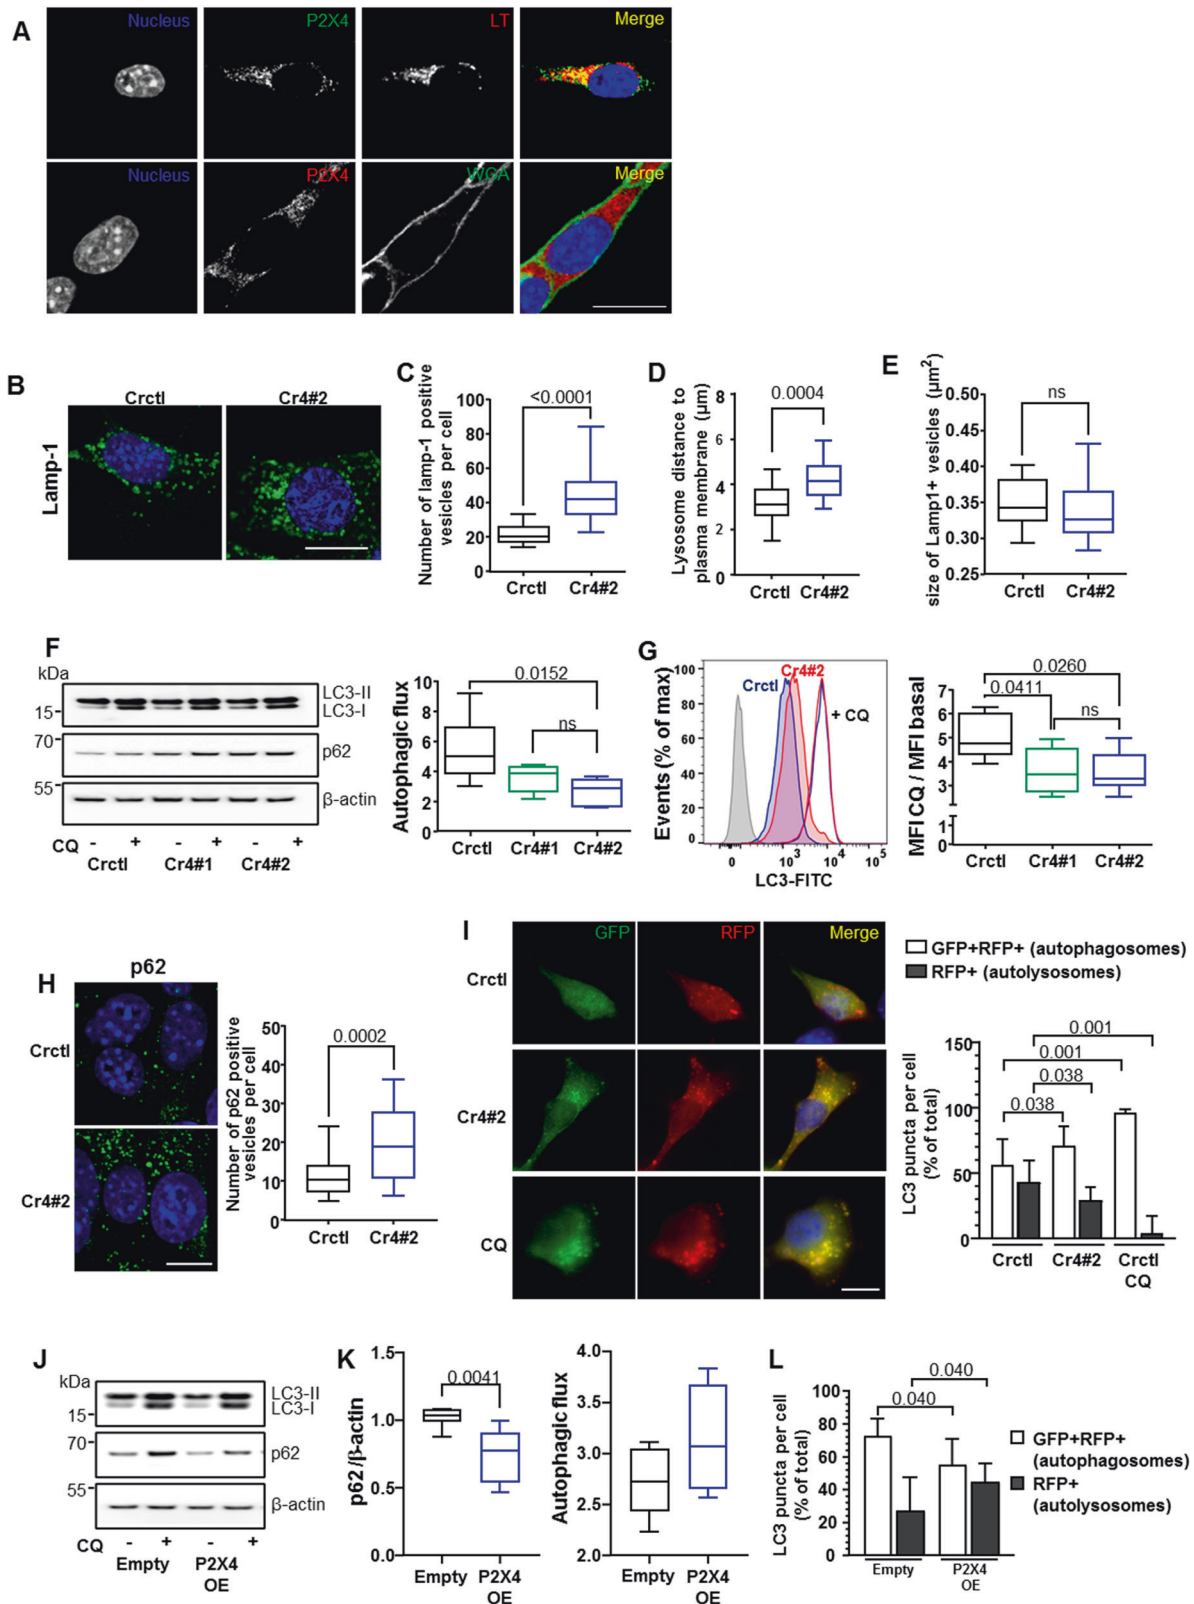 A
Nucleus
P2X4
LT
Merge
Nucleus
P2X4
WGA
Merge
B
Crctl
Cr4#2
Lamp-1
C
Number of lamp-1 positive
vesicles per cell
<0.0001
100
80
60
40
20
0
Crctl
Cr4#2
D
Lysosome distance to
plasma membrane (µm)
0.0004
8
6
4
2
0
Crctl
Cr4#2
E
size of Lamp1+ vesicles (µm²)
ns
0.50
0.45
0.40
0.35
0.30
0.25
Crctl
Cr4#2
F
kDa
15
70
55
LC3-II
LC3-I
p62
β-actin
CQ - + - + - +
Crctl Cr4#1 Cr4#2
Autophagic flux
0.0152
ns
10
8
6
4
2
0
Crctl
Cr4#1
Cr4#2
G
Events (% of max)
100
80
60
40
20
0
Cr4#2
Crctl
+ CQ
0 10³ 10⁴ 10⁵
LC3-FITC
MFI CQ / MFI basal
0.0260
0.0411
ns
7
6
5
4
3
1
0
Crctl
Cr4#1
Cr4#2
H
p62
Crctl
Cr4#2
Number of p62 positive
vesicles per cell
0.0002
50
40
30
20
10
0
Crctl
Cr4#2
I
GFP
RFP
Merge
Crctl
Cr4#2
CQ
GFP+RFP+ (autophagosomes)
RFP+ (autolysosomes)
LC3 puncta per cell
(% of total)
0.001
0.001
0.038
0.038
150
100
50
0
Crctl
Cr4#2
Crctl
CQ
J
kDa
15
70
55
LC3-II
LC3-I
p62
β-actin
CQ - + - +
Empty P2X4
OE
K
p62/β-actin
0.0041
1.5
1.0
0.5
0.0
Empty P2X4
OE
Autophagic flux
4.0
3.5
3.0
2.5
2.0
Empty P2X4
OE
L
LC3 puncta per cell
(% of total)
0.040
0.040
100
80
60
40
20
0
Empty
P2X4
OE
GFP+RFP+
(autophagosomes)
RFP+
(autolysosomes)